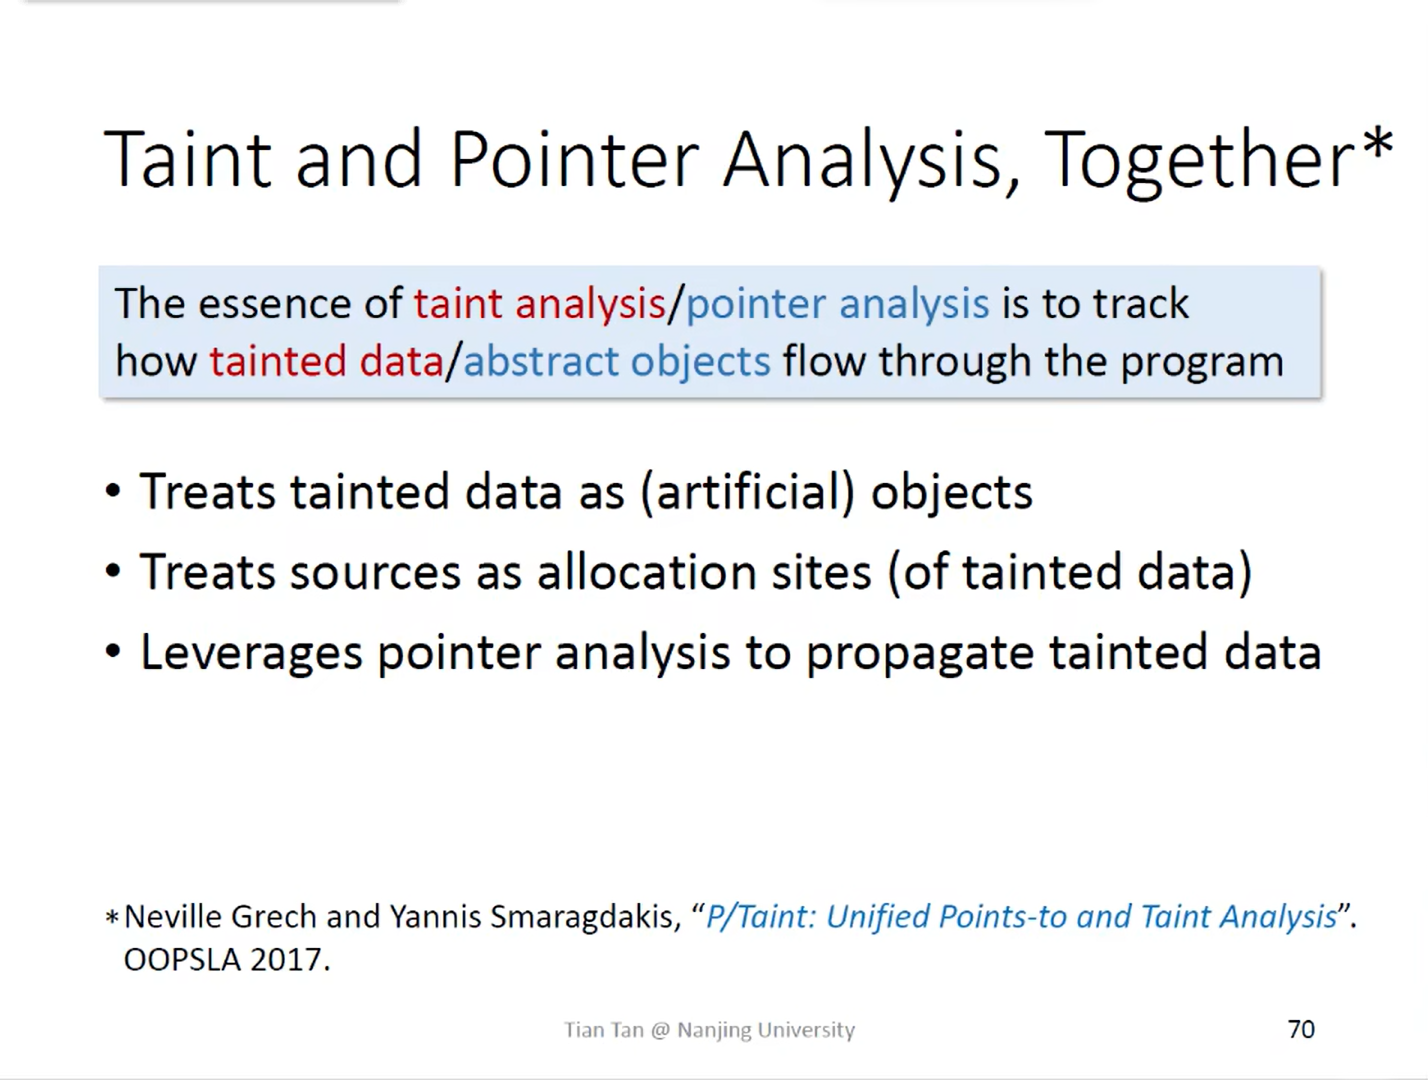 Taint and Pointer Analysis, Together*
The essence of taint analysis/pointer analysis is to track
how tainted data/abstract objects flow through the program
• Treats tainted data as (artificial) objects
• Treats sources as allocation sites (of tainted data)
• Leverages pointer analysis to propagate tainted data
*Neville Grech and Yannis Smaragdakis, “P/Taint: Unified Points-to and Taint Analysis”.
OOPSLA 2017.
Tian Tan @ Nanjing University
70